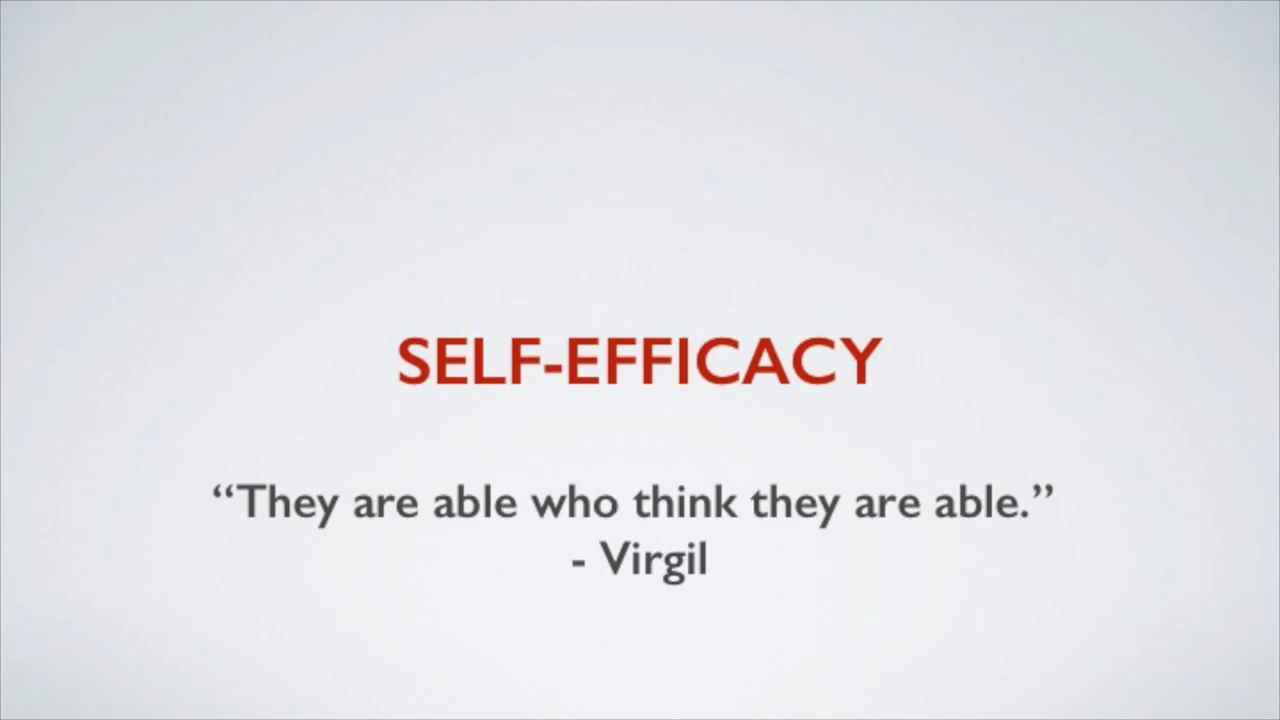 SELF-EFFICACY
“They are able who think they are able.”
- Virgil